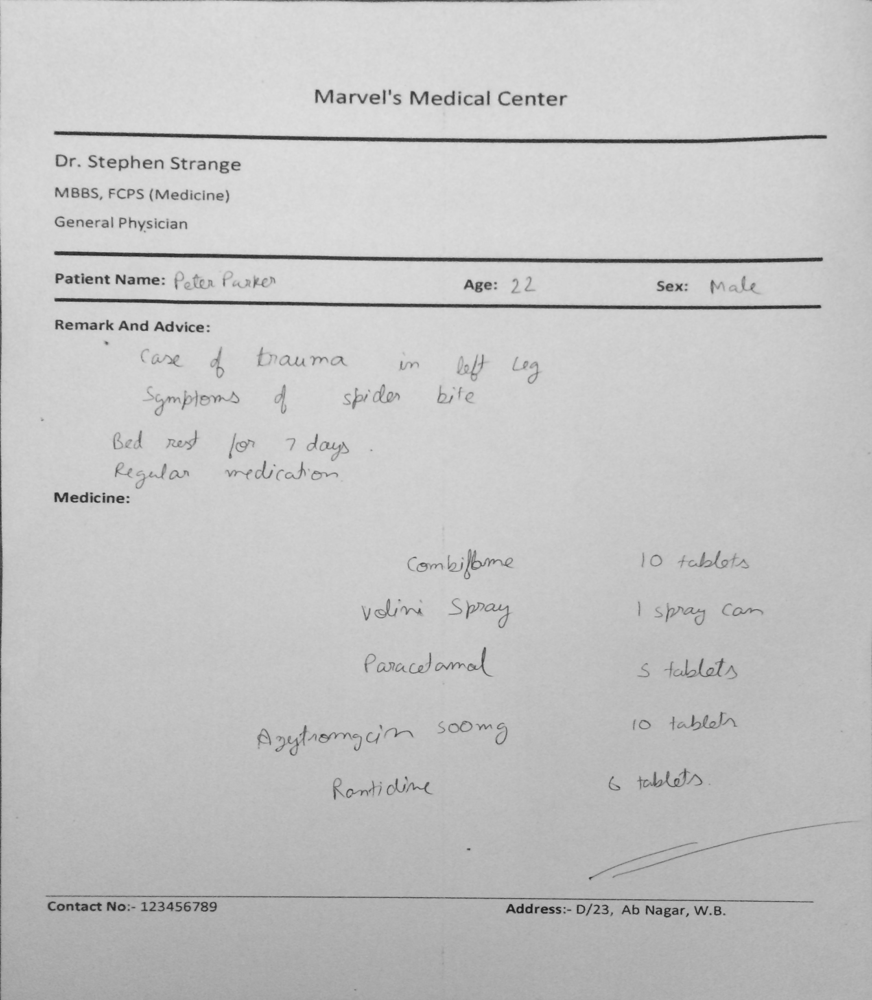 Marvel's Medical Center
Dr. Stephen Strange
MBBS, FCPS (Medicine)
General Physician
Patient Name: Peter Parker Age: 22 Sex: Male
Remark And Advice:
Case of trauma in left leg
Symptoms of spider bite
Bed rest for 7 days.
Regular medication
Medicine:
Combiflame 10 tablets
Volini Spray 1 spray can
Paracetamol 5 tablets
Azytromycin 500mg 10 tablets
Rantidine 6 tablets.
Contact No:- 123456789 Address:- D/23, Ab Nagar, W.B.